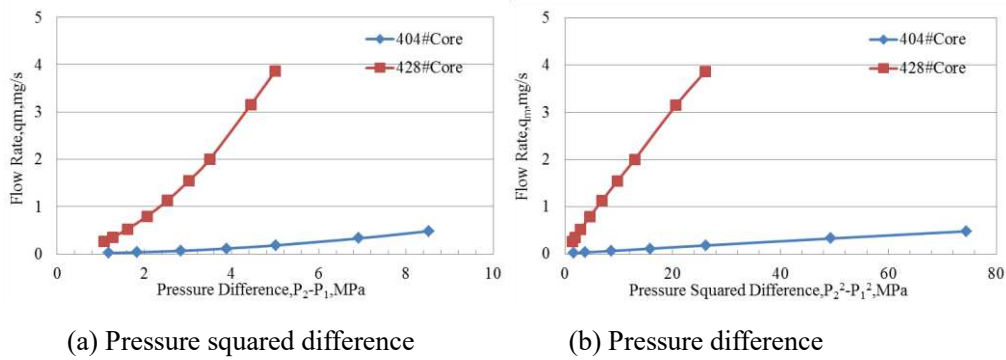 5
4
3
2
1
0
Flow Rate,qm,mg/s
404#Core
428#Core
0 2 4 6 8 10
Pressure Difference,P₂-P₁,MPa
(a) Pressure squared difference
5
4
3
2
1
0
Flow Rate,qₘ,mg/s
404#Core
428#Core
0 20 40 60 80
Pressure Squared Difference,P₂²-P₁²,MPa
(b) Pressure difference